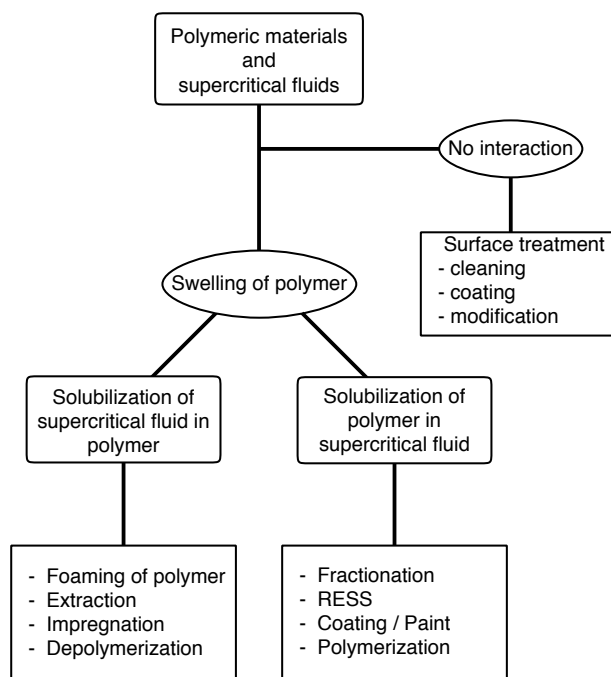 Polymeric materials
and
supercritical fluids
No interaction
Surface treatment
- cleaning
- coating
- modification
Swelling of polymer
Solubilization of
supercritical fluid in
polymer
Solubilization of
polymer in
supercritical fluid
- Foaming of polymer
- Extraction
- Impregnation
- Depolymerization
- Fractionation
- RESS
- Coating / Paint
- Polymerization